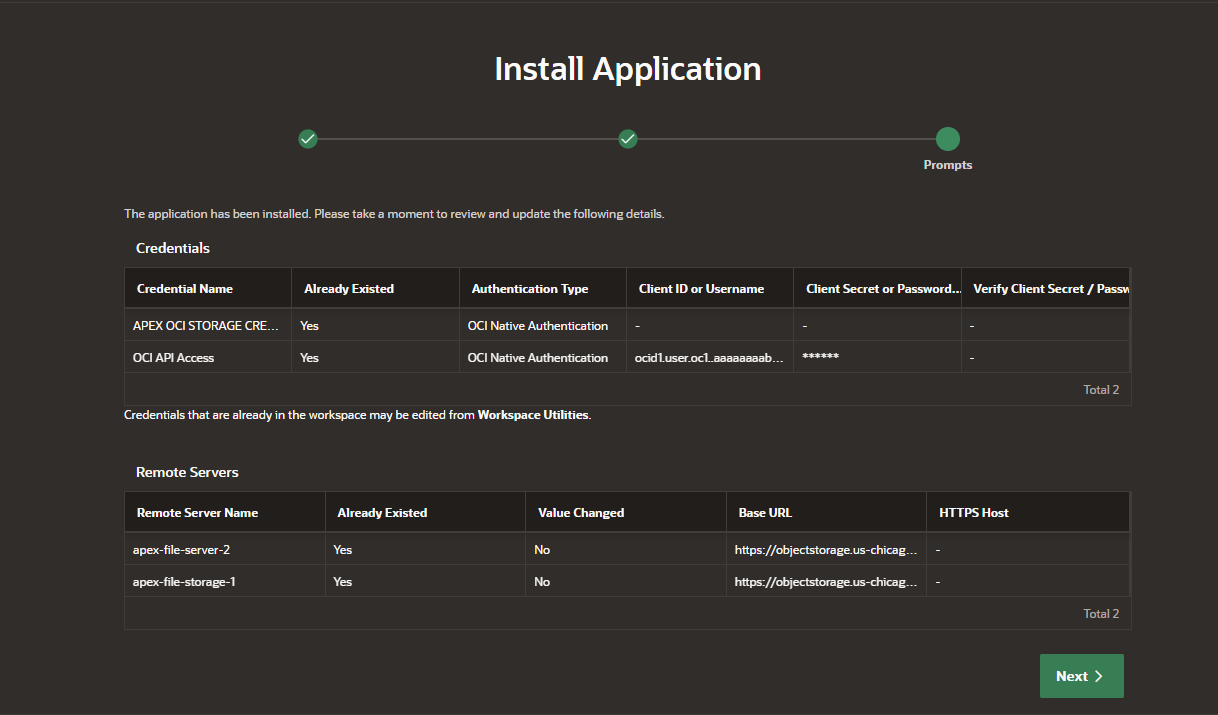 Install Application
Prompts
The application has been installed. Please take a moment to review and update the following details.
Credentials
Credential Name Already Existed Authentication Type Client ID or Username Client Secret or Password... Verify Client Secret / Passw
APEX OCI STORAGE CRE... Yes OCI Native Authentication - - -
OCI API Access Yes OCI Native Authentication ocid1.user.oc1..aaaaaaaab... ****** -
Total 2
Credentials that are already in the workspace may be edited from Workspace Utilities.
Remote Servers
Remote Server Name Already Existed Value Changed Base URL HTTPS Host
apex-file-server-2 Yes No https://objectstorage.us-chicag... -
apex-file-storage-1 Yes No https://objectstorage.us-chicag... -
Total 2
Next